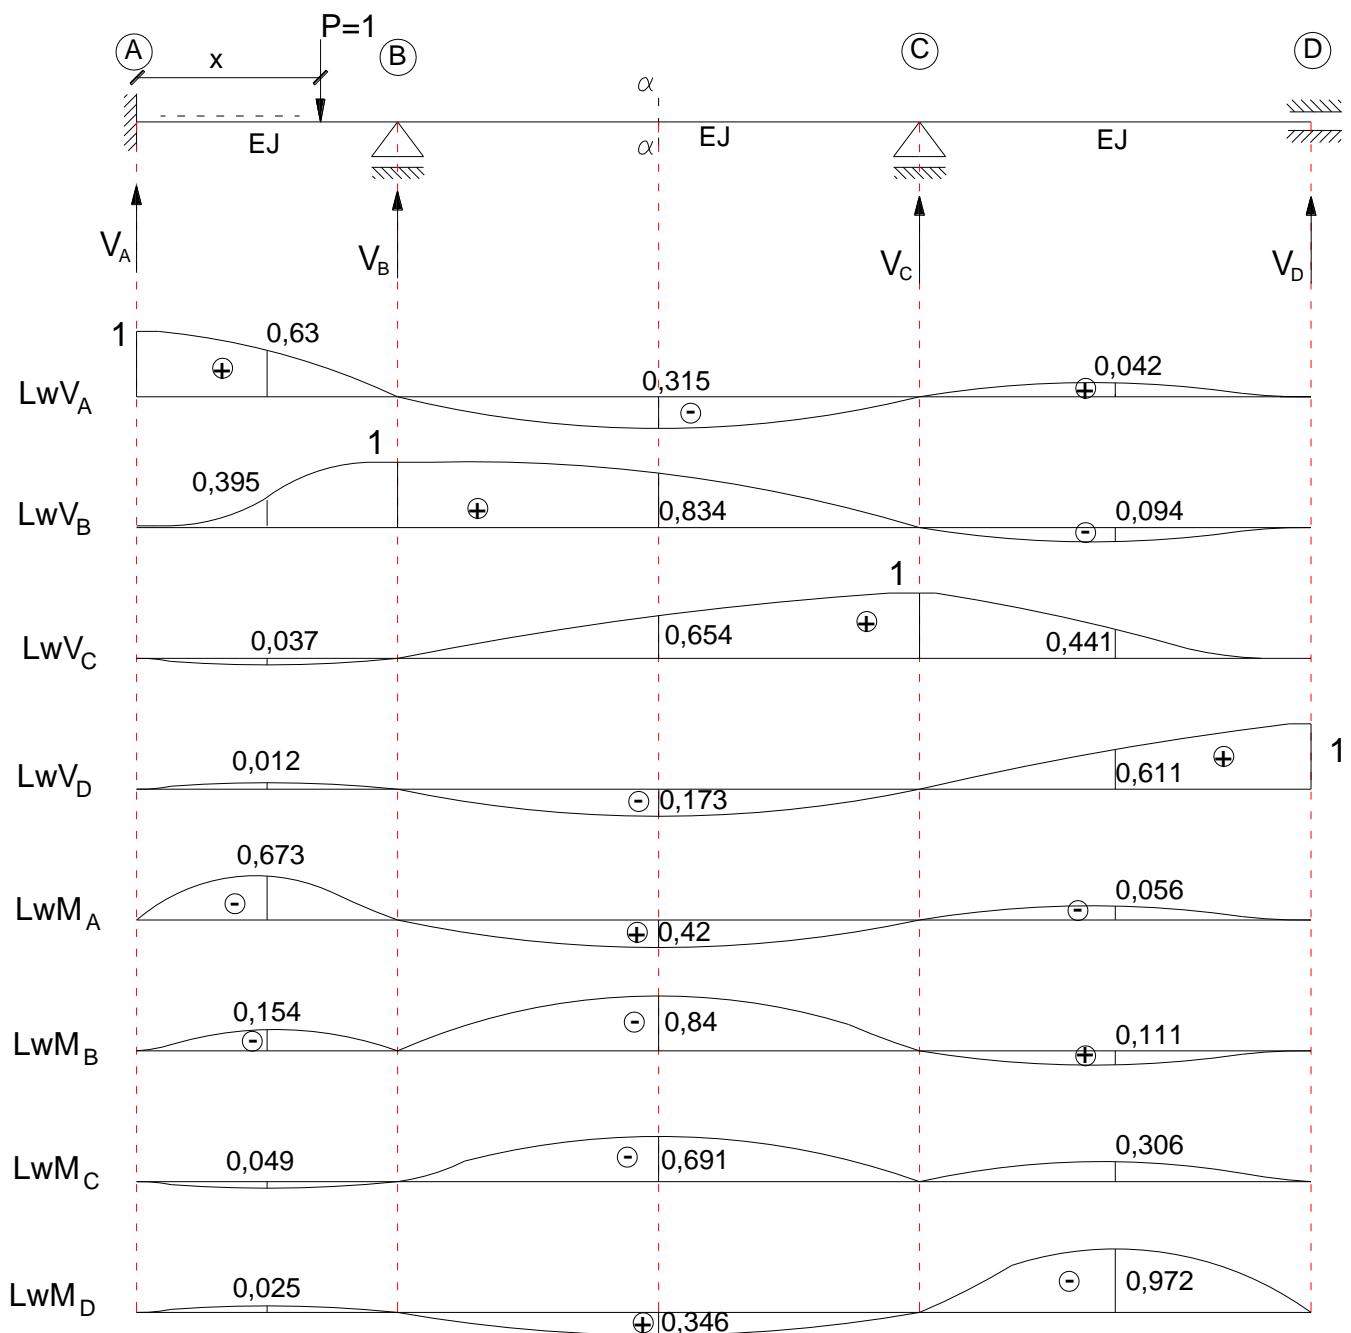 P=1
A
x
B
C
D
α
EJ
α
EJ
EJ
V_A
V_B
V_C
V_D
1
0,63
LwV_A
+
0,315
-
0,042
+
1
0,395
LwV_B
+
0,834
0,094
-
1
0,037
LwV_C
0,654
+
0,441
0,012
LwV_D
-
0,173
0,611
+
1
0,673
LwM_A
-
+
0,42
-
0,056
0,154
LwM_B
-
-
0,84
0,111
+
0,049
LwM_C
-
0,691
0,306
0,025
LwM_D
+
0,346
-
0,972